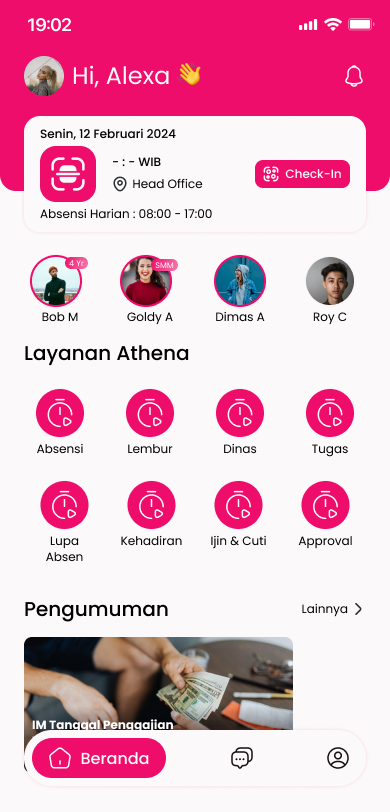 19:02
Hi, Alexa 👋
Senin, 12 Februari 2024
- : - WIB
Head Office
Check-In
Absensi Harian : 08:00 - 17:00
4 Yr
SMM
Bob M
Goldy A
Dimas A
Roy C
Layanan Athena
Absensi
Lembur
Dinas
Tugas
Lupa
Absen
Kehadiran
Ijin & Cuti
Approval
Pengumuman
Lainnya
IM Tanggal Penggajian
Beranda